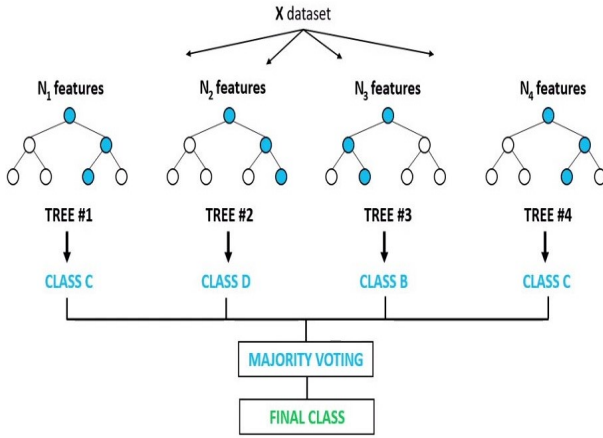 X dataset
N₁ features N₂ features N₃ features N₄ features
TREE #1 TREE #2 TREE #3 TREE #4
CLASS C CLASS D CLASS B CLASS C
MAJORITY VOTING
FINAL CLASS